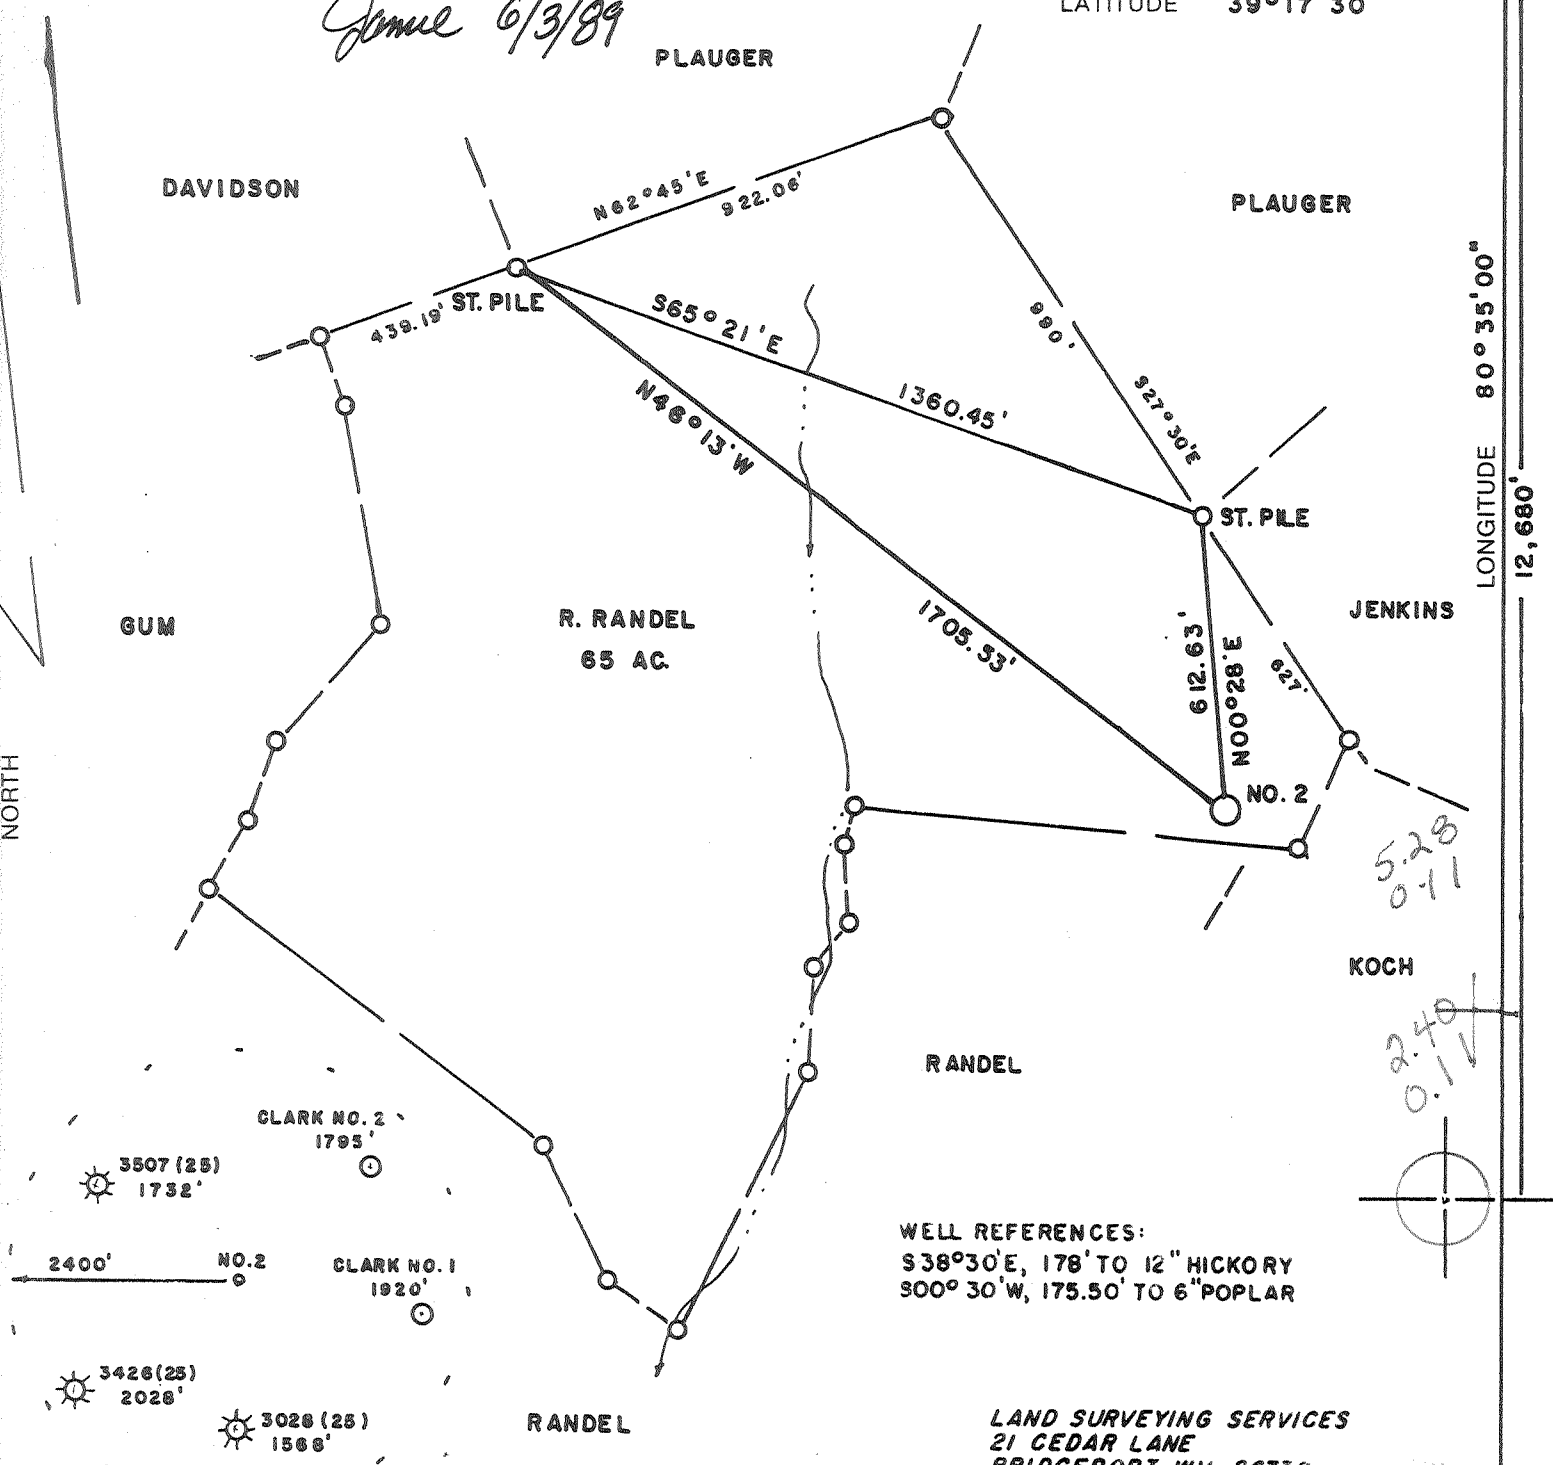 Jamie 6/3/89
LATITUDE 39°17'30
PLAUGER
DAVIDSON
N62°45'E
922.06'
PLAUGER
439.19'
ST. PILE
S65°21'E
1360.45'
990'
S27°30'E
80°35'00"
LONGITUDE
12,680'
N46°13'W
1705.53'
ST. PILE
GUM
R. RANDEL
65 AC.
JENKINS
612.63'
N00°28'E
627'
NORTH
NO. 2
5.28
0.11
KOCH
2.40
0.1
RANDEL
CLARK NO. 2
1795'
3507 (25)
1732'
2400'
NO.2
CLARK NO. 1
1920'
WELL REFERENCES:
S38°30'E, 178' TO 12" HICKORY
S00°30'W, 175.50' TO 6" POPLAR
3426(25)
2028'
3028 (25)
1568'
RANDEL
LAND SURVEYING SERVICES
21 CEDAR LANE